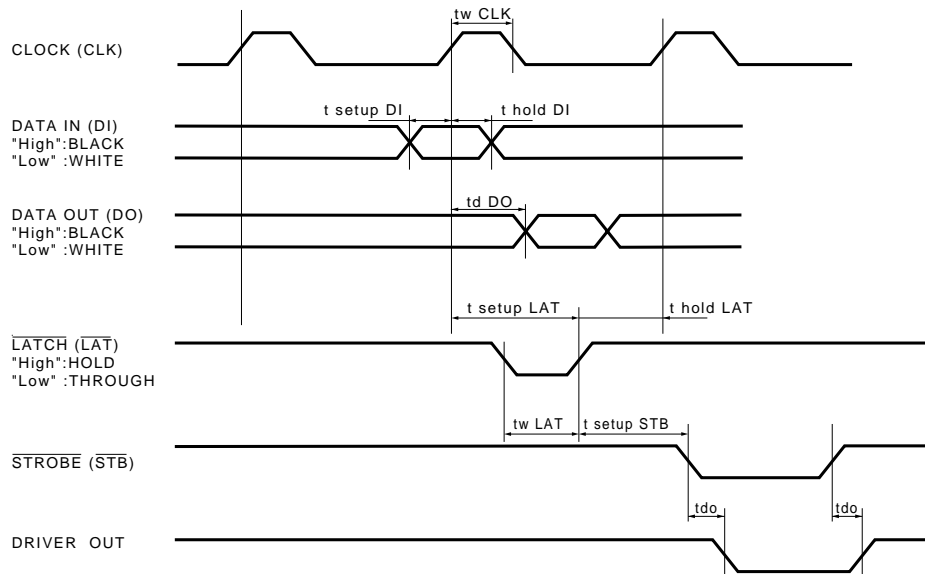 tw CLK
CLOCK (CLK)
t setup DI
t hold DI
DATA IN (DI)
"High":BLACK
"Low" :WHITE
td DO
DATA OUT (DO)
"High":BLACK
"Low" :WHITE
t setup LAT
t hold LAT
LATCH (LAT)
"High":HOLD
"Low" :THROUGH
tw LAT
t setup STB
STROBE (STB)
tdo
tdo
DRIVER OUT